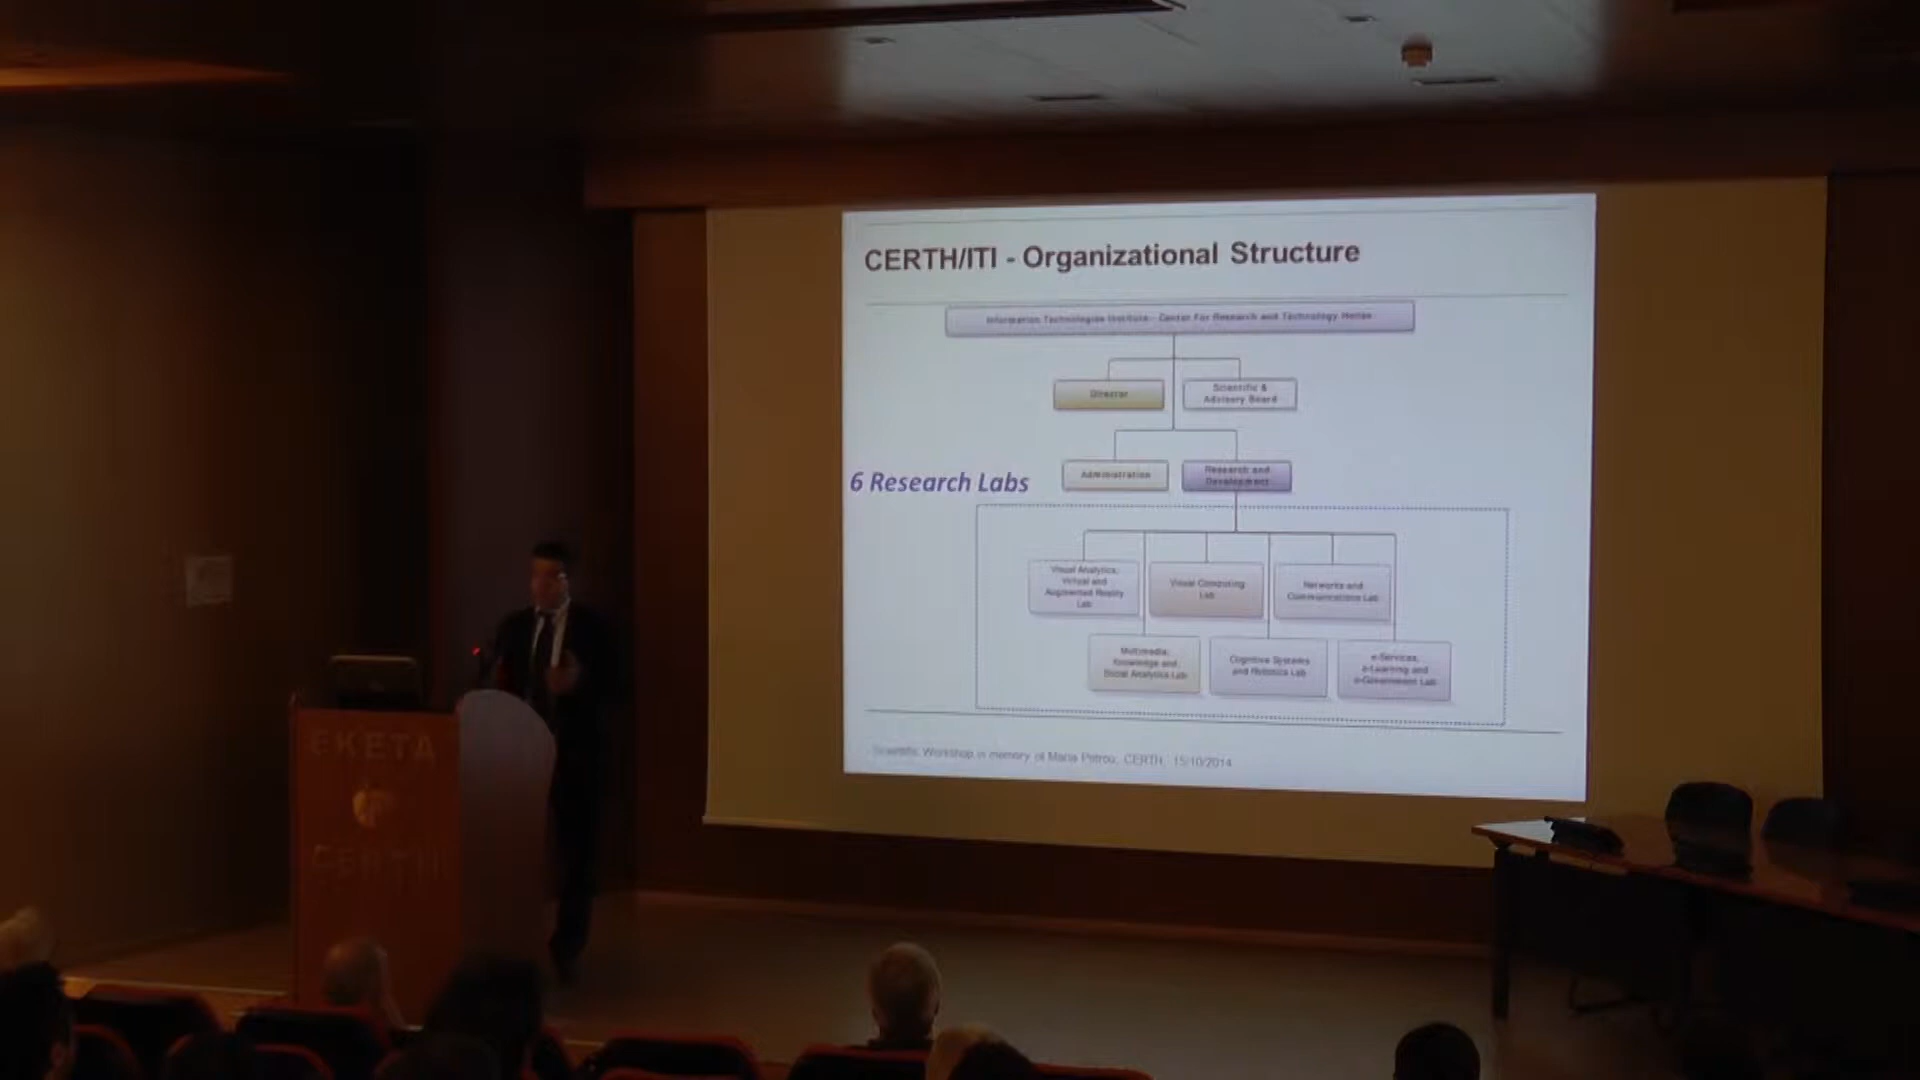 CERTH/ITI - Organizational Structure
Information Technologies Institute - Center For Research and Technology Hellas
Director
Scientific &
Advisory Board
6 Research Labs
Administration
Research and
Development
Visual Analytics,
Virtual and
Augmented Reality
Lab
Visual Computing
Lab
Networks and
Communications Lab
Multimedia,
Knowledge and
Social Analytics Lab
Cognitive Systems
and Robotics Lab
e-Services,
e-Learning and
e-Government Lab
Scientific Workshop in memory of Maria Petrou, CERTH, 15/10/2014
EKETA
CERTH